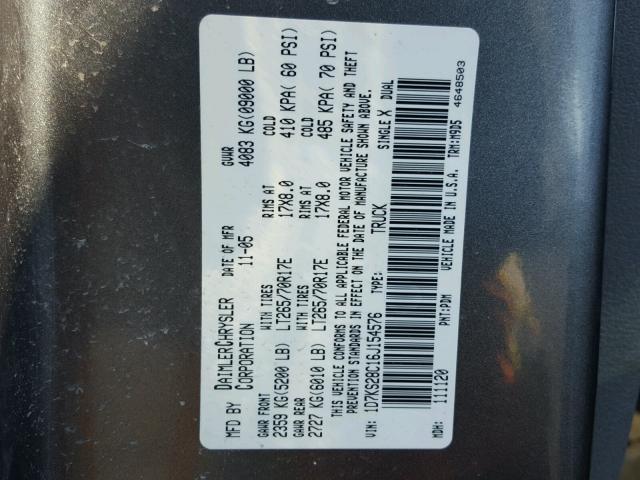 MFD BY DAIMLERCHRYSLER CORPORATION DATE OF MFR 11-05 GVWR 4083 KG(09000 LB)
GAWR FRONT 2359 KG(5200 LB) WITH TIRES LT265/70R17E RIMS AT 17X8.0 COLD 410 KPA( 60 PSI)
GAWR REAR 2727 KG(6010 LB) WITH TIRES LT265/70R17E RIMS AT 17X8.0 COLD 485 KPA( 70 PSI)
THIS VEHICLE CONFORMS TO ALL APPLICABLE FEDERAL MOTOR VEHICLE SAFETY AND THEFT
PREVENTION STANDARDS IN EFFECT ON THE DATE OF MANUFACTURE SHOWN ABOVE.
VIN: 1D7KS28C16J154576 TYPE: TRUCK SINGLE X DUAL
MDH: 111120 PNT:PDM VEHICLE MADE IN U.S.A. TRM:M9D5 4648503